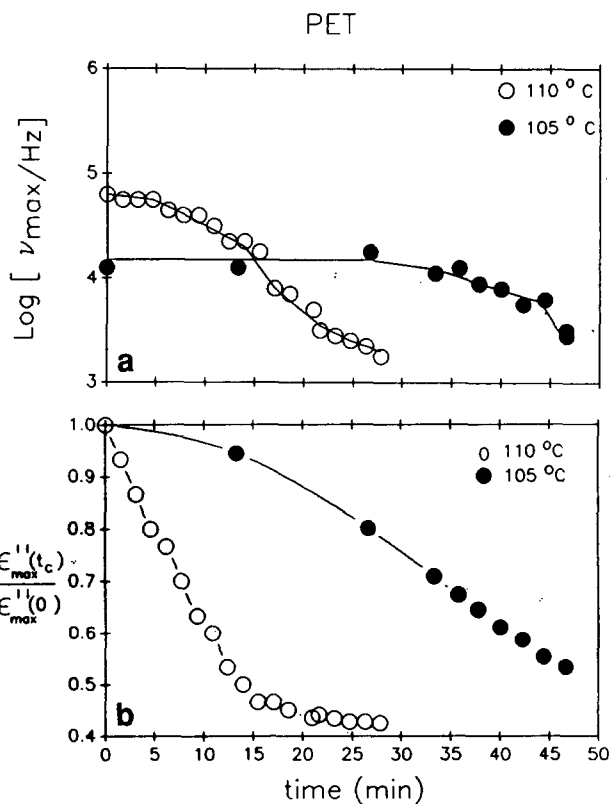 PET
6
5
4
3
Log [ νmax/Hz]
○ 110 ° C
● 105 ° C
a
1.0
0.9
0.8
0.7
0.6
0.5
0.4
ε''max(tc)
ε''max(0)
o 110 °C
● 105 °C
b
0 5 10 15 20 25 30 35 40 45 50
time (min)